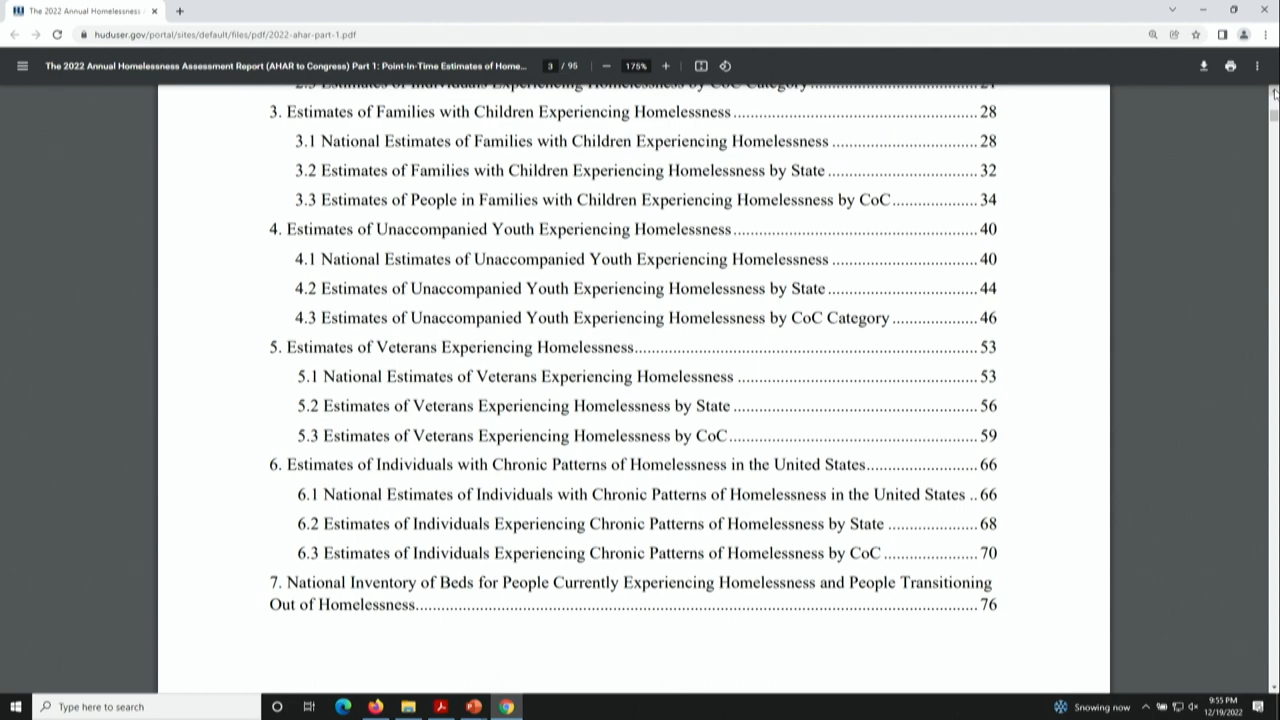 The 2022 Annual Homelessness
huduser.gov/portal/sites/default/files/pdf/2022-ahar-part-1.pdf
The 2022 Annual Homelessness Assessment Report (AHAR to Congress) Part 1: Point-In-Time Estimates of Home... 3 / 95 175%
2.3 Estimates of Individuals Experiencing Homelessness by CoC Category 21
3. Estimates of Families with Children Experiencing Homelessness 28
3.1 National Estimates of Families with Children Experiencing Homelessness 28
3.2 Estimates of Families with Children Experiencing Homelessness by State 32
3.3 Estimates of People in Families with Children Experiencing Homelessness by CoC 34
4. Estimates of Unaccompanied Youth Experiencing Homelessness 40
4.1 National Estimates of Unaccompanied Youth Experiencing Homelessness 40
4.2 Estimates of Unaccompanied Youth Experiencing Homelessness by State 44
4.3 Estimates of Unaccompanied Youth Experiencing Homelessness by CoC Category 46
5. Estimates of Veterans Experiencing Homelessness 53
5.1 National Estimates of Veterans Experiencing Homelessness 53
5.2 Estimates of Veterans Experiencing Homelessness by State 56
5.3 Estimates of Veterans Experiencing Homelessness by CoC 59
6. Estimates of Individuals with Chronic Patterns of Homelessness in the United States 66
6.1 National Estimates of Individuals with Chronic Patterns of Homelessness in the United States .. 66
6.2 Estimates of Individuals Experiencing Chronic Patterns of Homelessness by State 68
6.3 Estimates of Individuals Experiencing Chronic Patterns of Homelessness by CoC 70
7. National Inventory of Beds for People Currently Experiencing Homelessness and People Transitioning
Out of Homelessness 76
Type here to search
Snowing now
9:55 PM
12/19/2022